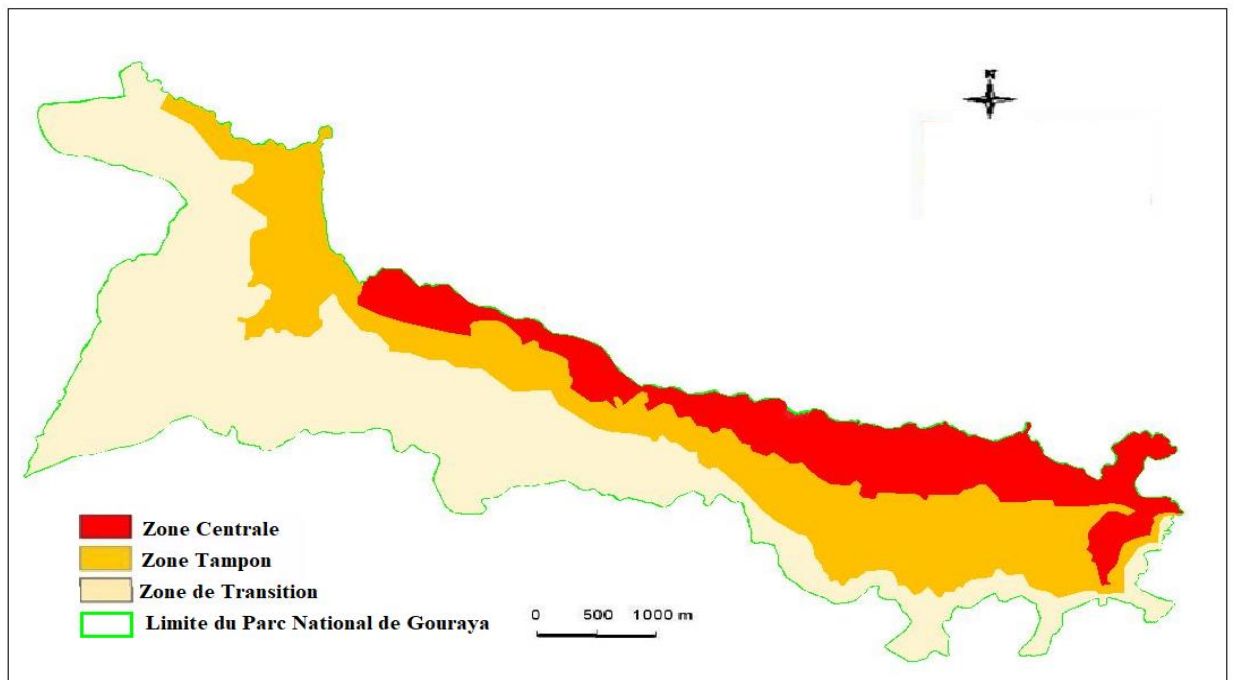 N
Zone Centrale
Zone Tampon
Zone de Transition
Limite du Parc National de Gouraya
0 500 1000 m